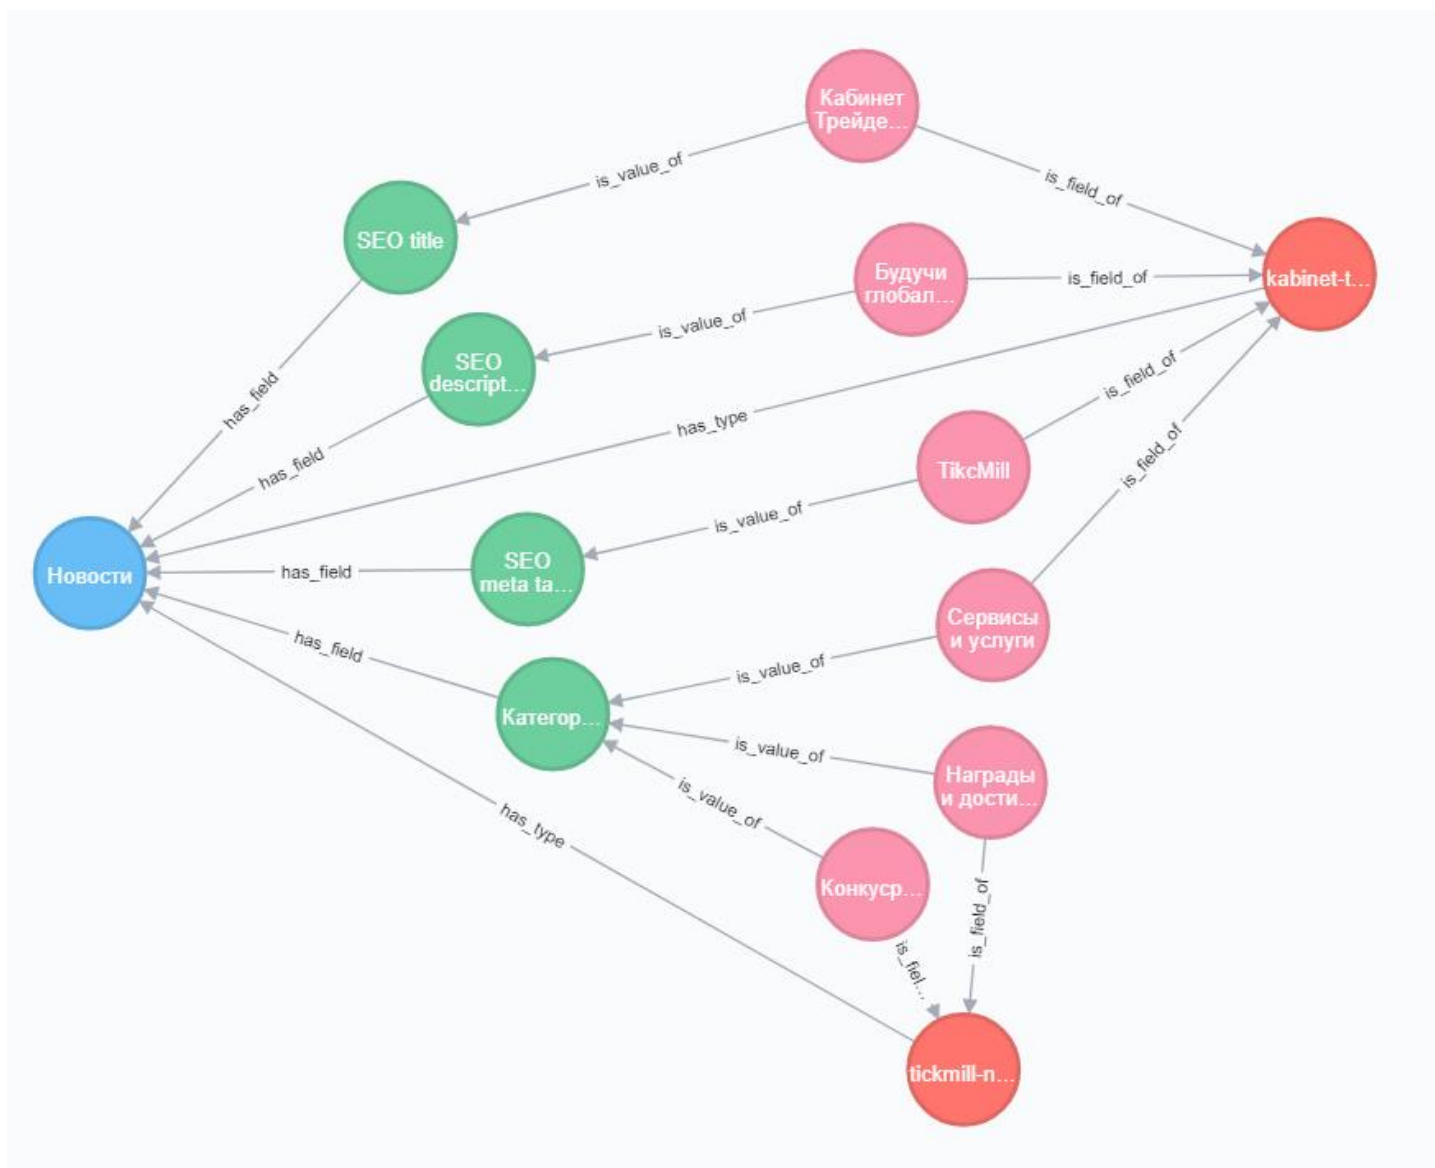 Кабинет
Трейде...
is_value_of
is_field_of
SEO title
Будучи
глобал...
is_field_of
kabinet-t...
is_value_of
SEO
descript...
is_field_of
has_field
has_type
is_field_of
has_field
TikcMill
is_value_of
SEO
meta ta...
has_field
Новости
Сервисы
и услуги
has_field
is_value_of
Категор...
is_value_of
Награды
и дости...
is_value_of
has_type
Конкуср...
is_field_of
is_fiel...
tickmill-n...